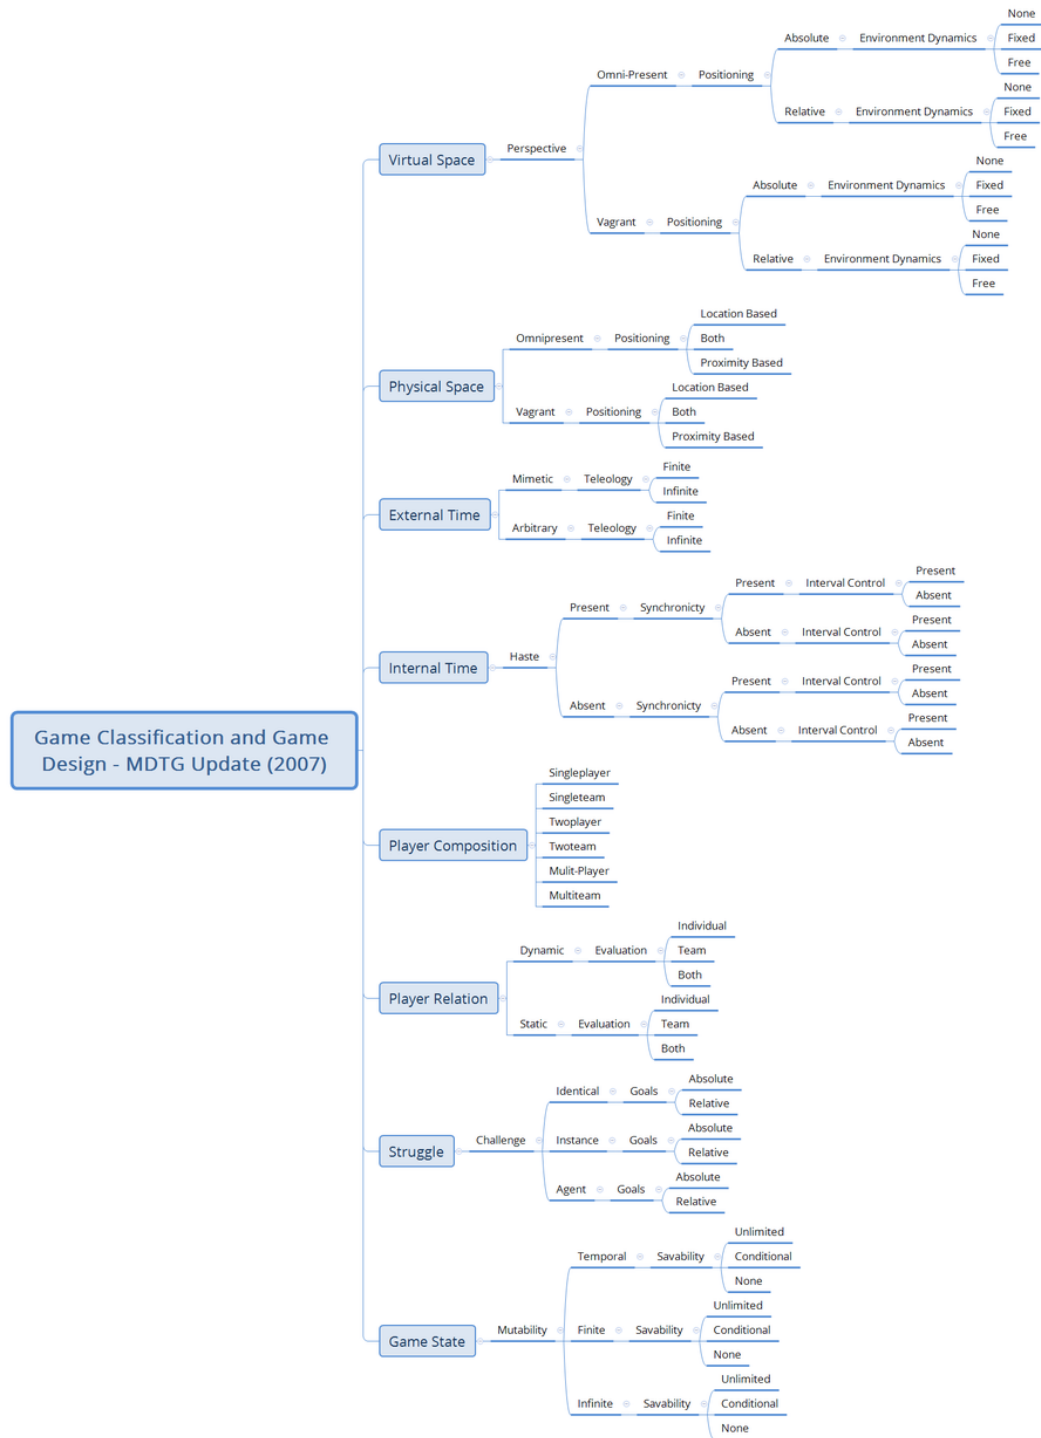 Game Classification and Game
Design - MDTG Update (2007)
Virtual Space
Perspective
Omni-Present
Positioning
Absolute
Environment Dynamics
None
Fixed
Free
Relative
Environment Dynamics
None
Fixed
Free
Vagrant
Positioning
Absolute
Environment Dynamics
None
Fixed
Free
Relative
Environment Dynamics
None
Fixed
Free
Physical Space
Omnipresent
Positioning
Location Based
Both
Proximity Based
Vagrant
Positioning
Location Based
Both
Proximity Based
External Time
Mimetic
Teleology
Finite
Infinite
Arbitrary
Teleology
Finite
Infinite
Internal Time
Haste
Present
Synchronicty
Present
Interval Control
Present
Absent
Absent
Interval Control
Present
Absent
Absent
Synchronicty
Present
Interval Control
Present
Absent
Absent
Interval Control
Present
Absent
Player Composition
Singleplayer
Singleteam
Twoplayer
Twoteam
Mulit-Player
Multiteam
Player Relation
Dynamic
Evaluation
Individual
Team
Both
Static
Evaluation
Individual
Team
Both
Struggle
Challenge
Identical
Goals
Absolute
Relative
Instance
Goals
Absolute
Relative
Agent
Goals
Absolute
Relative
Game State
Mutability
Temporal
Savability
Unlimited
Conditional
None
Finite
Savability
Unlimited
Conditional
None
Infinite
Savability
Unlimited
Conditional
None